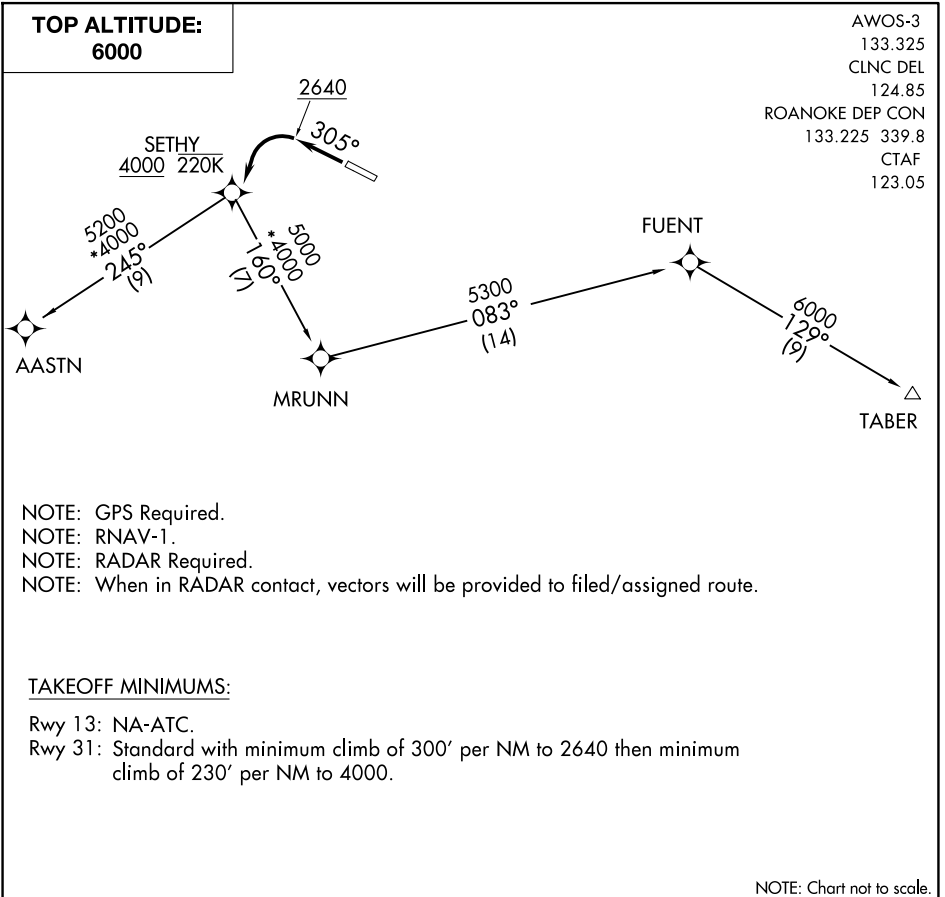 TOP ALTITUDE:
6000
AWOS-3
133.325
CLNC DEL
124.85
ROANOKE DEP CON
133.225 339.8
CTAF
123.05
2640
305°
SETHY
4000 220K
5200
*4000
245°
(9)
5000
*4000
160°
(7)
FUENT
5300
083°
(14)
6000
129°
(9)
AASTN
MRUNN
TABER
NOTE: GPS Required.
NOTE: RNAV-1.
NOTE: RADAR Required.
NOTE: When in RADAR contact, vectors will be provided to filed/assigned route.
TAKEOFF MINIMUMS:
Rwy 13: NA-ATC.
Rwy 31: Standard with minimum climb of 300' per NM to 2640 then minimum
climb of 230' per NM to 4000.
NOTE: Chart not to scale.